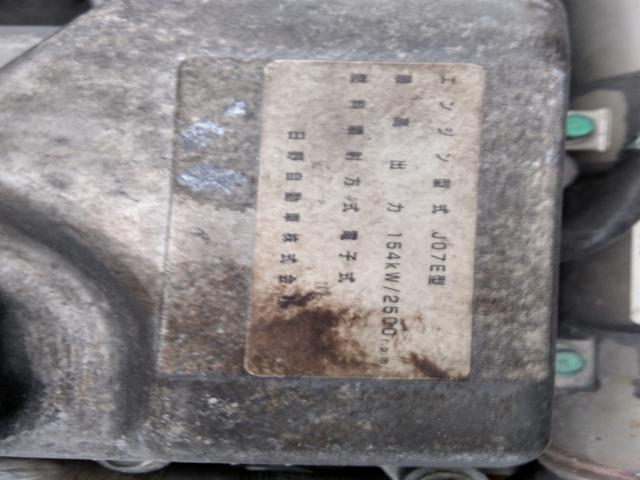 エンジン型式 J07E型
最高出力 154kW/2500rpm
燃料噴射方式 電子式
日野自動車株式会社